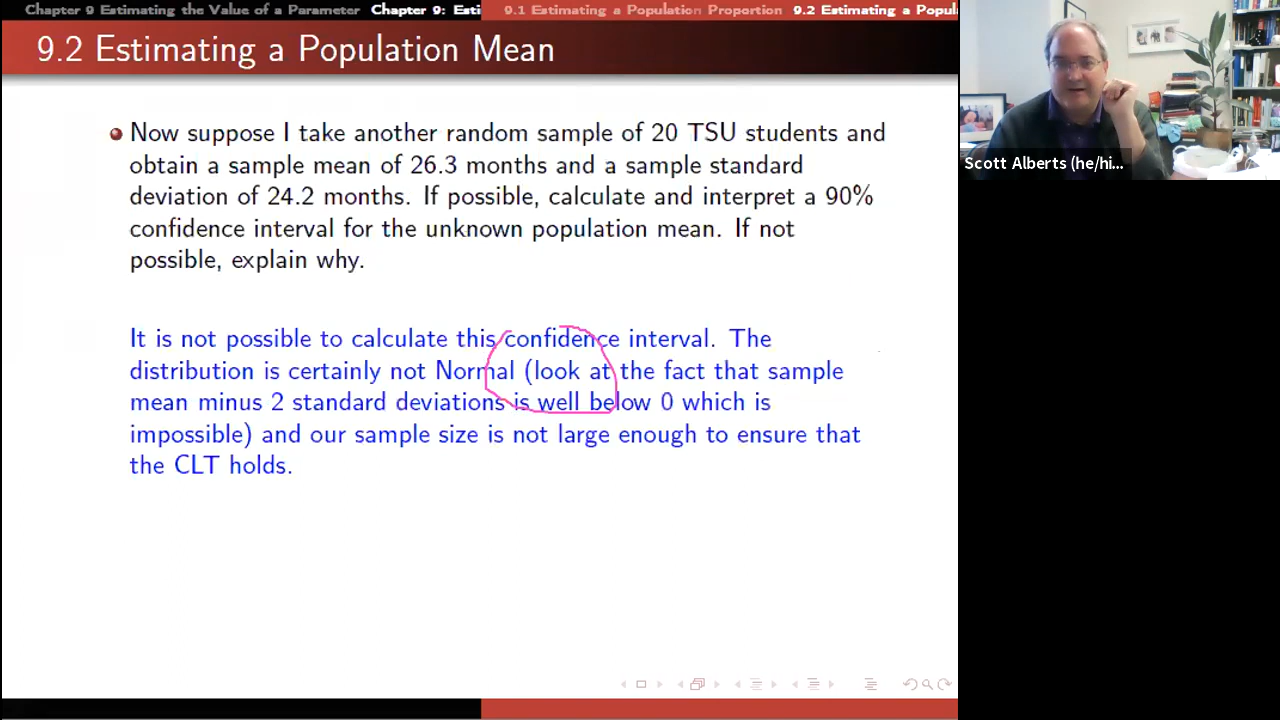 Chapter 9 Estimating the Value of a Parameter Chapter 9: Esti 9.1 Estimating a Population Proportion 9.2 Estimating a Popul
9.2 Estimating a Population Mean
Now suppose I take another random sample of 20 TSU students and
obtain a sample mean of 26.3 months and a sample standard
deviation of 24.2 months. If possible, calculate and interpret a 90%
confidence interval for the unknown population mean. If not
possible, explain why.
It is not possible to calculate this confidence interval. The
distribution is certainly not Normal (look at the fact that sample
mean minus 2 standard deviations is well below 0 which is
impossible) and our sample size is not large enough to ensure that
the CLT holds.
Scott Alberts (he/hi...